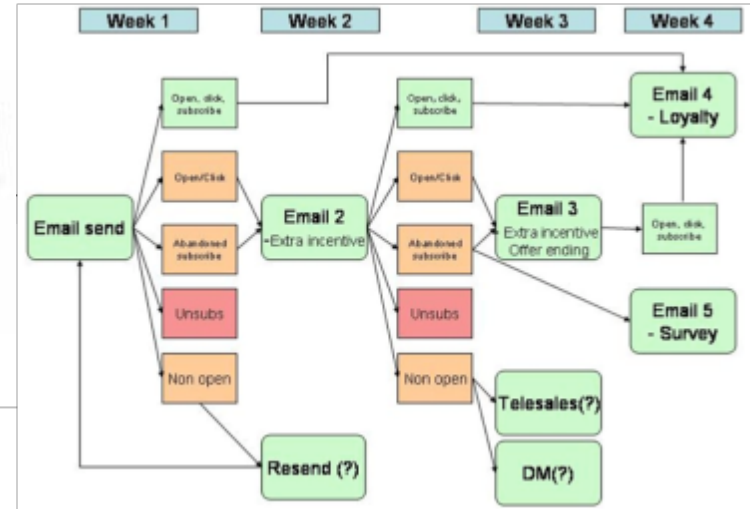 Week 1
Week 2
Week 3
Week 4
Open, click,
subscribe
Open, click,
subscribe
Email 4
- Loyalty
Open/Click
Open/Click
Email send
Email 2
-Extra incentive
Email 3
- Extra incentive
Offer ending
Open, click,
subscribe
Abandoned
subscribe
Abandoned
subscribe
Unsubs
Unsubs
Email 5
- Survey
Non open
Non open
Telesales(?)
Resend (?)
DM(?)